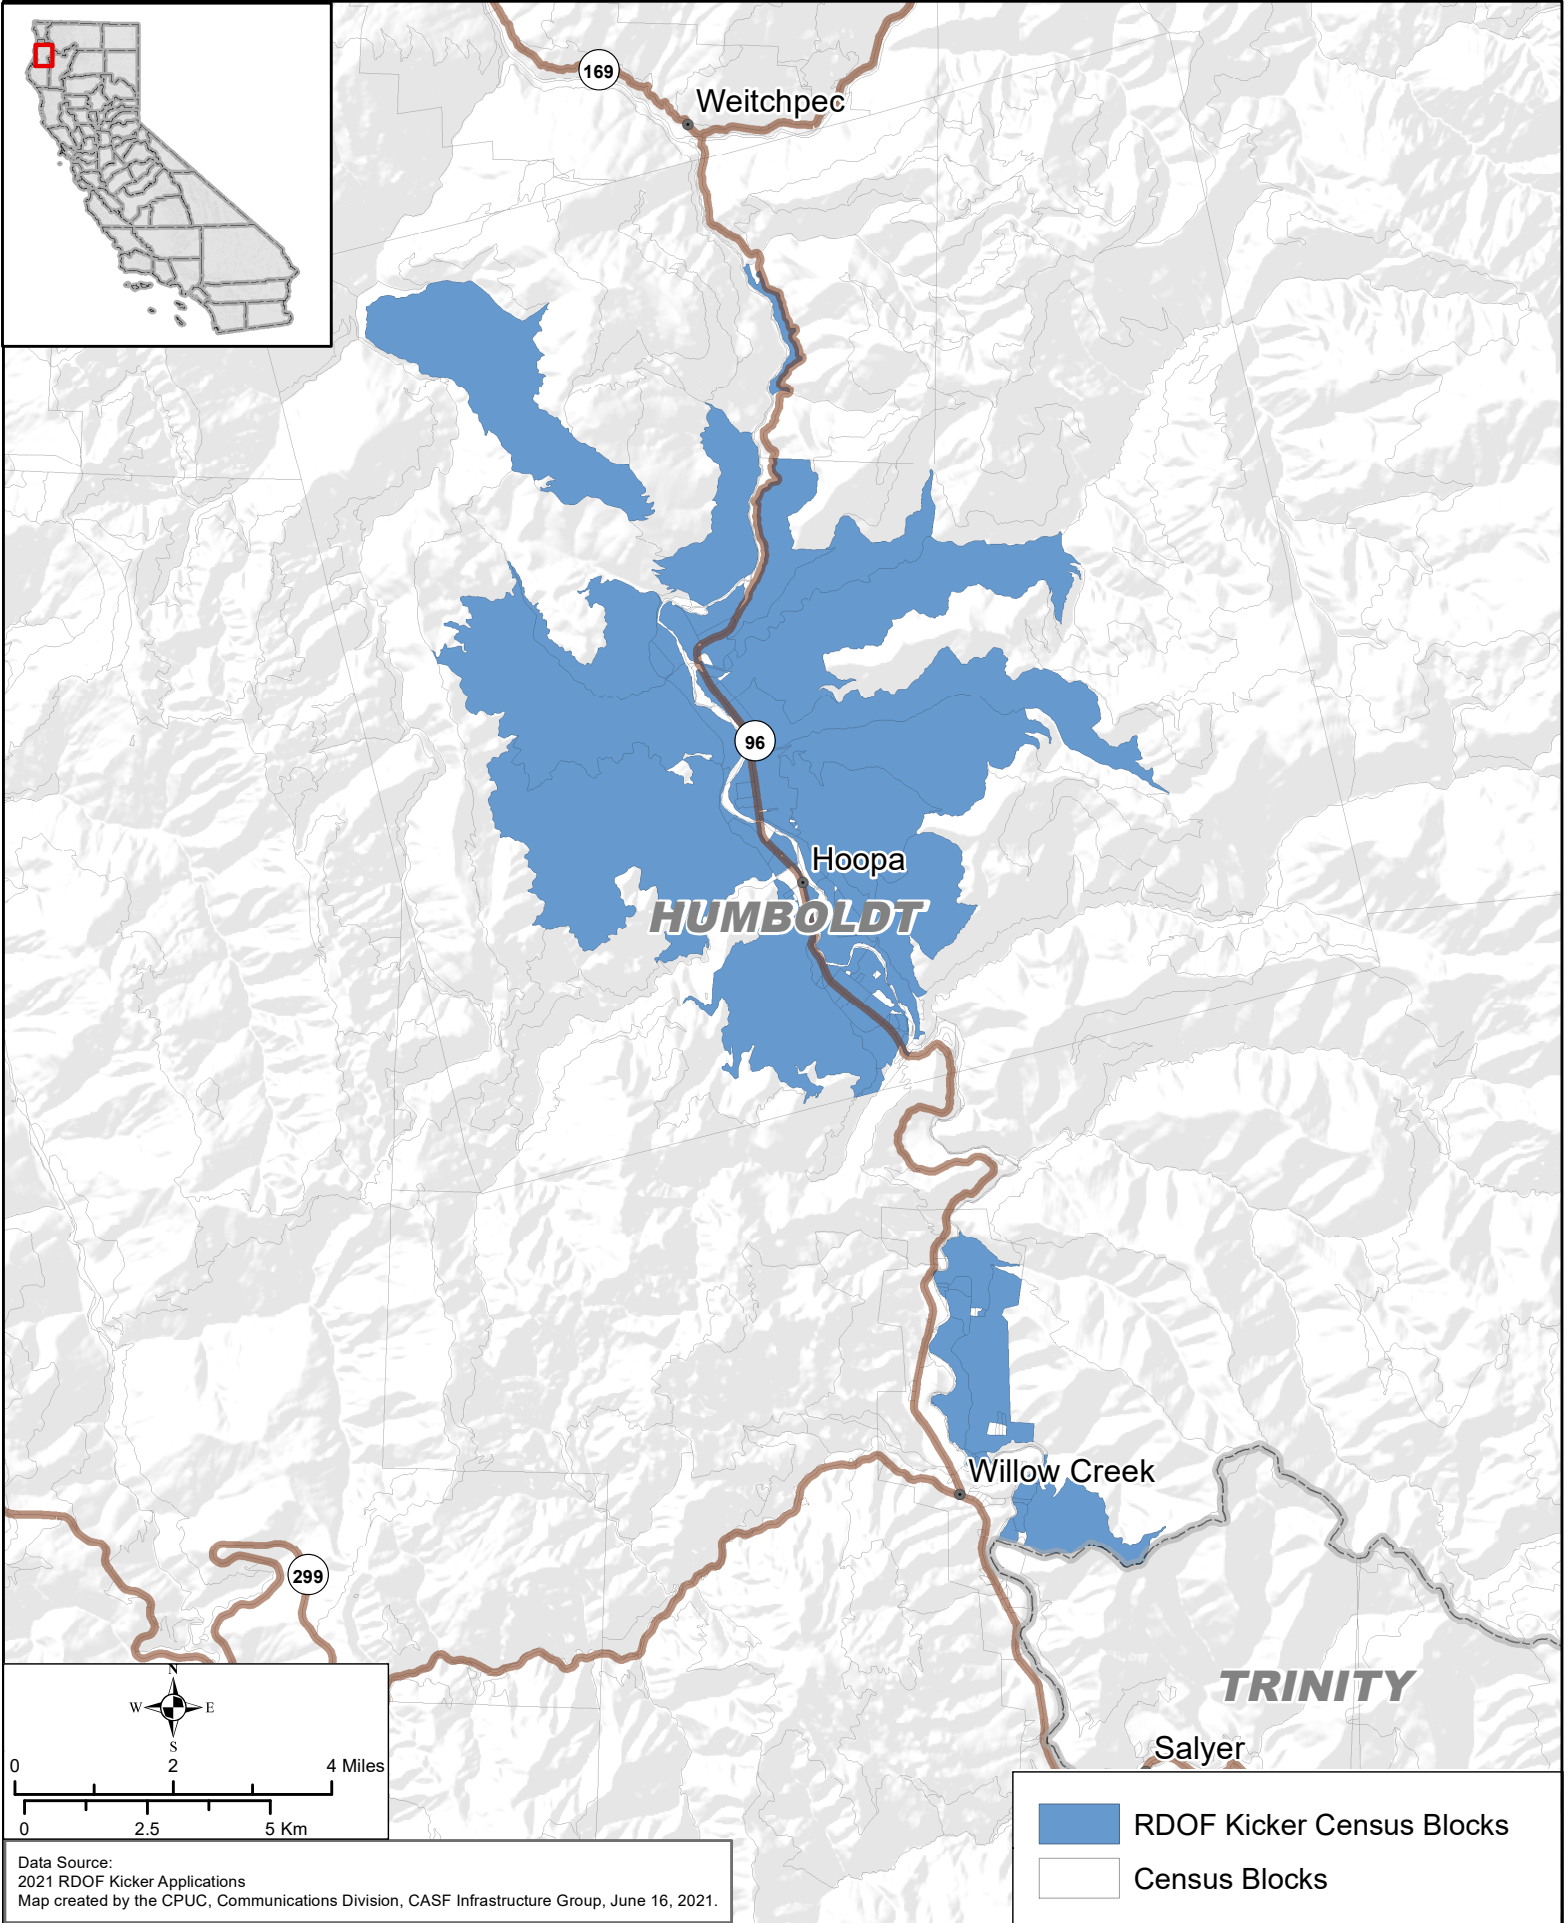 169
Weitchpec
96
Hoopa
HUMBOLDT
Willow Creek
299
TRINITY
Salyer
N
W E
S
0 2 4 Miles
0 2.5 5 Km
RDOF Kicker Census Blocks
Census Blocks
Data Source:
2021 RDOF Kicker Applications
Map created by the CPUC, Communications Division, CASF Infrastructure Group, June 16, 2021.